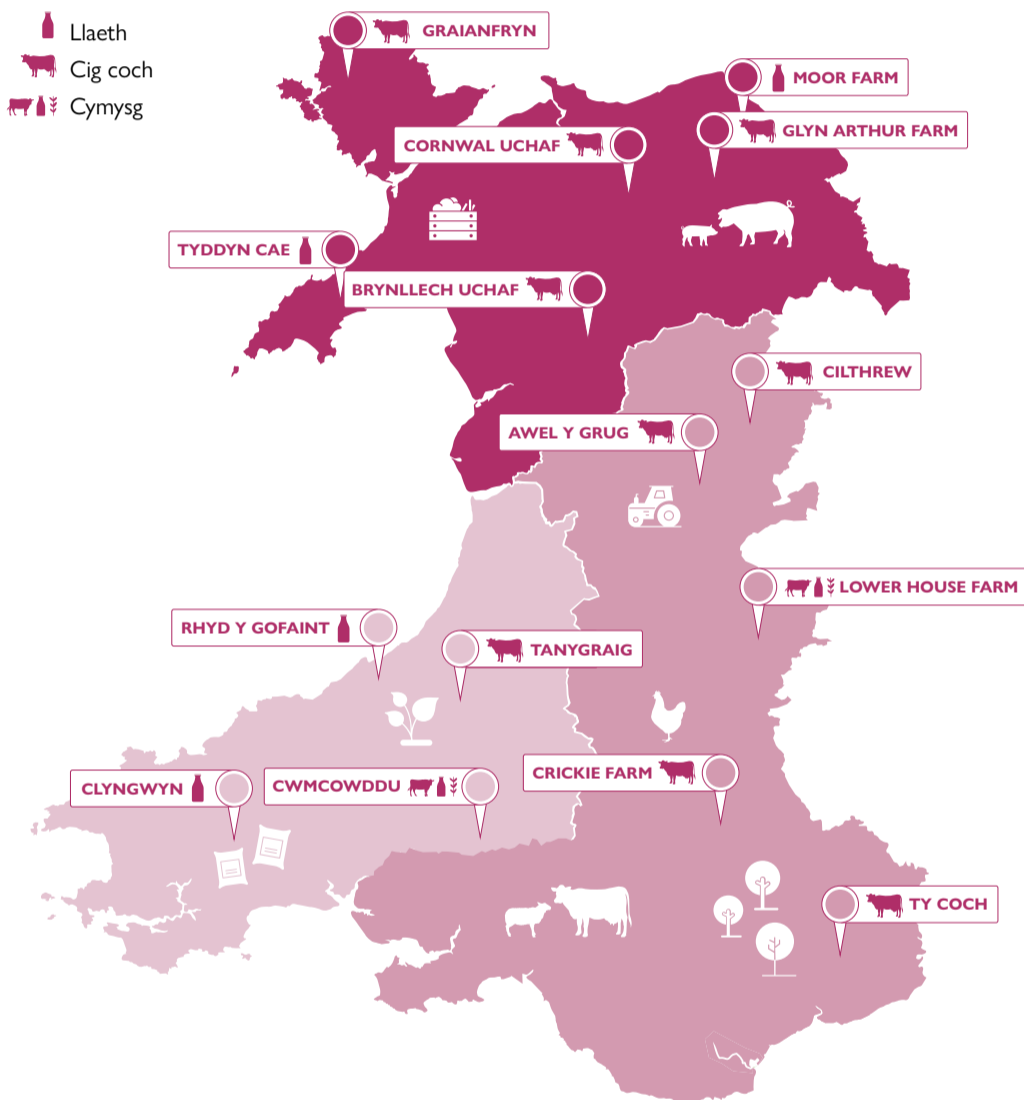 Llaeth
Cig coch
Cymysg
GRAIANFRYN
MOOR FARM
GLYN ARTHUR FARM
CORNWAL UCHAF
TYDDYN CAE
BRYNLLECH UCHAF
CILTHREW
AWEL Y GRUG
LOWER HOUSE FARM
RHYD Y GOFAINT
TANYGRAIG
CRICKIE FARM
CLYNGWYN
CWMCOWDDU
TY COCH